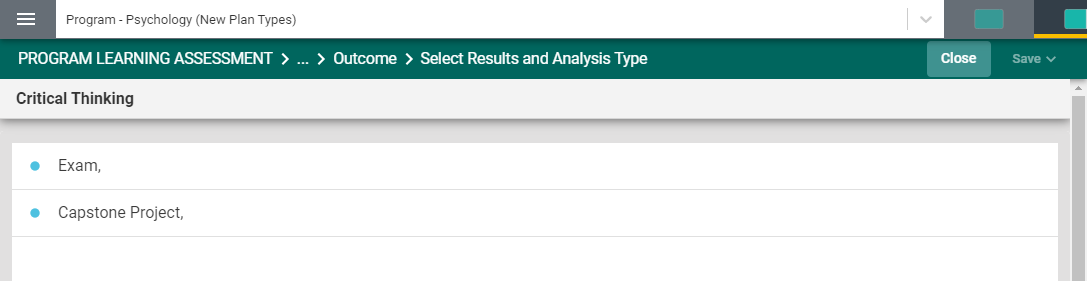 Program - Psychology (New Plan Types)
PROGRAM LEARNING ASSESSMENT > ... > Outcome > Select Results and Analysis Type
Close
Save
Critical Thinking
Exam,
Capstone Project,